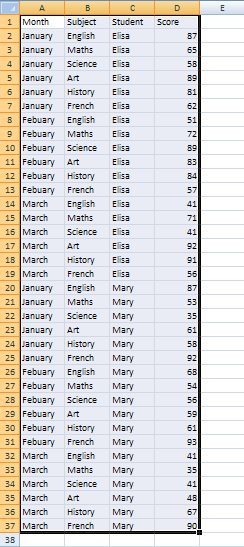 A B C D E
1 Month Subject Student Score
2 January English Elisa 87
3 January Maths Elisa 65
4 January Science Elisa 58
5 January Art Elisa 89
6 January History Elisa 81
7 January French Elisa 62
8 Febuary English Elisa 51
9 Febuary Maths Elisa 72
10 Febuary Science Elisa 89
11 Febuary Art Elisa 83
12 Febuary History Elisa 84
13 Febuary French Elisa 57
14 March English Elisa 41
15 March Maths Elisa 71
16 March Science Elisa 41
17 March Art Elisa 92
18 March History Elisa 91
19 March French Elisa 56
20 January English Mary 87
21 January Maths Mary 53
22 January Science Mary 35
23 January Art Mary 61
24 January History Mary 58
25 January French Mary 92
26 Febuary English Mary 68
27 Febuary Maths Mary 54
28 Febuary Science Mary 56
29 Febuary Art Mary 59
30 Febuary History Mary 61
31 Febuary French Mary 93
32 March English Mary 41
33 March Maths Mary 35
34 March Science Mary 41
35 March Art Mary 48
36 March History Mary 67
37 March French Mary 90
38